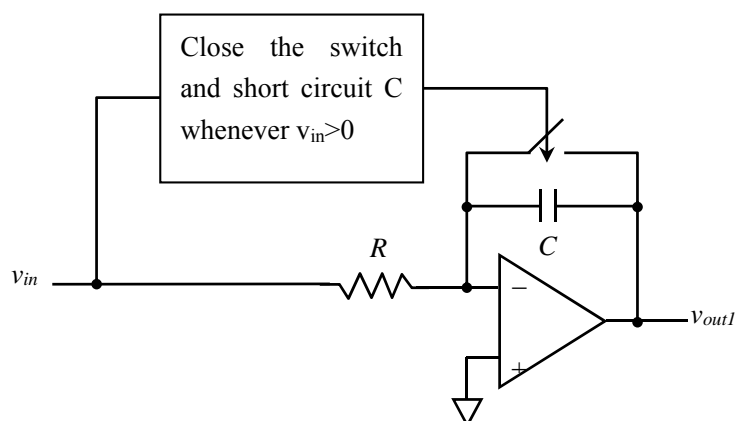 Close the switch
and short circuit C
whenever vin>0
R
C
vin
−
vout1
+